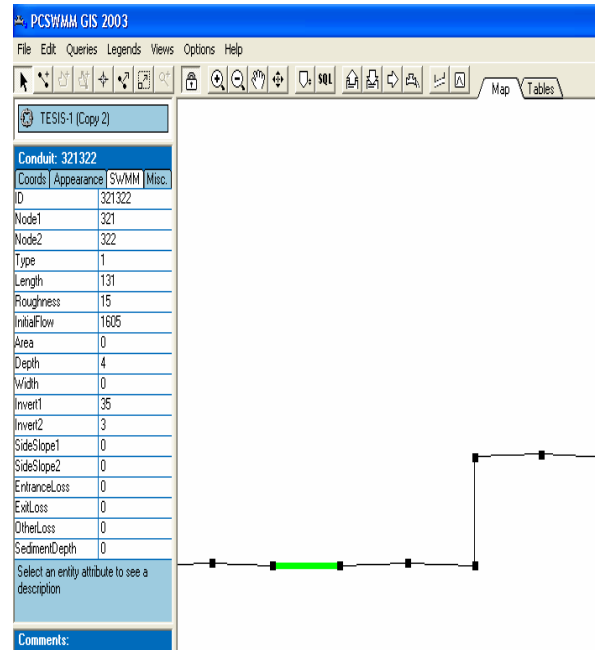 PCSWMM GIS 2003
File Edit Queries Legends Views Options Help
SQL Map Tables
TESIS-1 (Copy 2)
Conduit: 321322
Coords Appearance SWMM Misc.
ID 321322
Node1 321
Node2 322
Type 1
Length 131
Roughness 15
InitialFlow 1605
Area 0
Depth 4
Width 0
Invert1 35
Invert2 3
SideSlope1 0
SideSlope2 0
EntranceLoss 0
ExitLoss 0
OtherLoss 0
SedimentDepth 0
Select an entity attribute to see a
description
Comments: